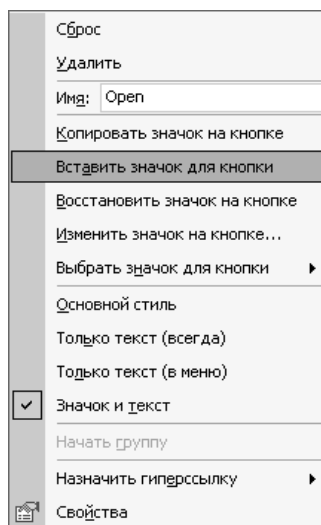 Сброс
Удалить
Имя: Open
Копировать значок на кнопке
Вставить значок для кнопки
Восстановить значок на кнопке
Изменить значок на кнопке...
Выбрать значок для кнопки
Основной стиль
Только текст (всегда)
Только текст (в меню)
Значок и текст
Начать группу
Назначить гиперссылку
Свойства